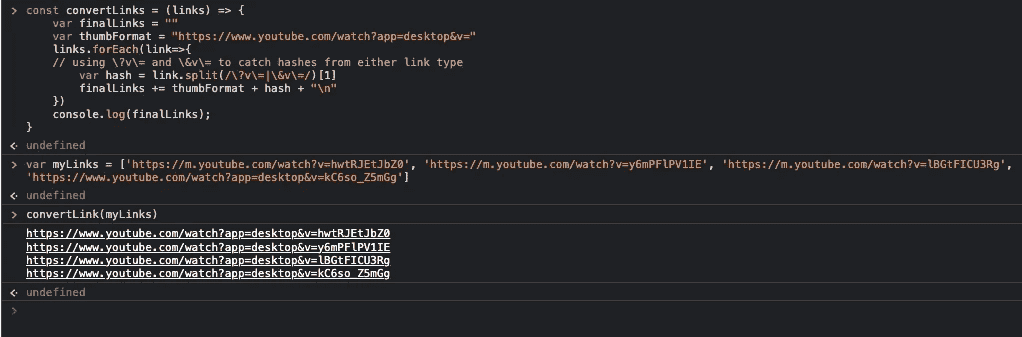 > const convertLinks = (links) => {
    var finalLinks = ""
    var thumbFormat = "https://www.youtube.com/watch?app=desktop&v="
    links.forEach(link=>{
    // using \?v\= and \&v\= to catch hashes from either link type
        var hash = link.split(/\?v\=|\&v\=/)[1]
        finalLinks += thumbFormat + hash + "\n"
    })
    console.log(finalLinks);
}
< undefined
> var myLinks = ['https://m.youtube.com/watch?v=hwtRJEtJbZ0', 'https://m.youtube.com/watch?v=y6mPFlPV1IE', 'https://m.youtube.com/watch?v=lBGtFICU3Rg',
'https://www.youtube.com/watch?app=desktop&v=kC6so_Z5mGg']
< undefined
> convertLink(myLinks)
https://www.youtube.com/watch?app=desktop&v=hwtRJEtJbZ0
https://www.youtube.com/watch?app=desktop&v=y6mPFlPV1IE
https://www.youtube.com/watch?app=desktop&v=lBGtFICU3Rg
https://www.youtube.com/watch?app=desktop&v=kC6so_Z5mGg
< undefined
>